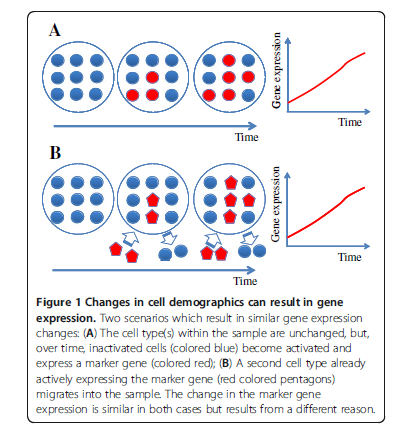 A
Gene expression
Time
Time
B
Gene expression
Time
Time
Figure 1 Changes in cell demographics can result in gene
expression. Two scenarios which result in similar gene expression
changes: (A) The cell type(s) within the sample are unchanged, but,
over time, inactivated cells (colored blue) become activated and
express a marker gene (colored red); (B) A second cell type already
actively expressing the marker gene (red colored pentagons)
migrates into the sample. The change in the marker gene
expression is similar in both cases but results from a different reason.